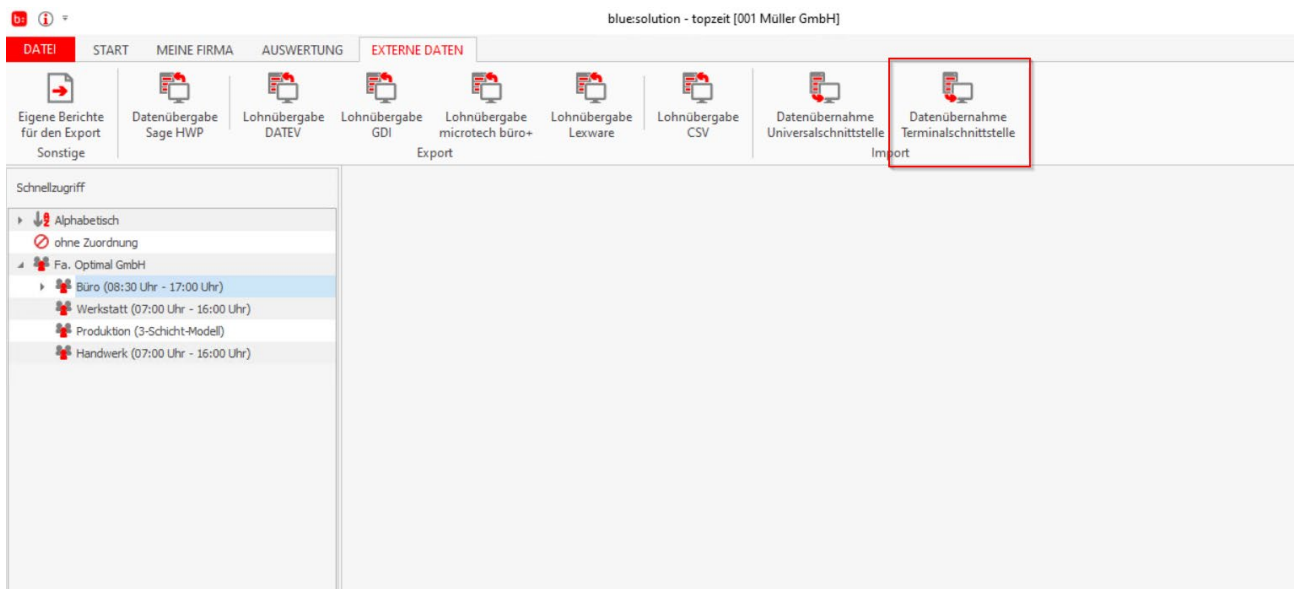 b:
blue:solution - topzeit [001 Müller GmbH]
DATEI START MEINE FIRMA AUSWERTUNG EXTERNE DATEN
Eigene Berichte
für den Export
Datenübergabe
Sage HWP
Lohnübergabe
DATEV
Lohnübergabe
GDI
Lohnübergabe
microtech büro+
Lohnübergabe
Lexware
Lohnübergabe
CSV
Datenübernahme
Universalschnittstelle
Datenübernahme
Terminalschnittstelle
Sonstige Export Import
Schnellzugriff
Alphabetisch
ohne Zuordnung
Fa. Optimal GmbH
Büro (08:30 Uhr - 17:00 Uhr)
Werkstatt (07:00 Uhr - 16:00 Uhr)
Produktion (3-Schicht-Modell)
Handwerk (07:00 Uhr - 16:00 Uhr)